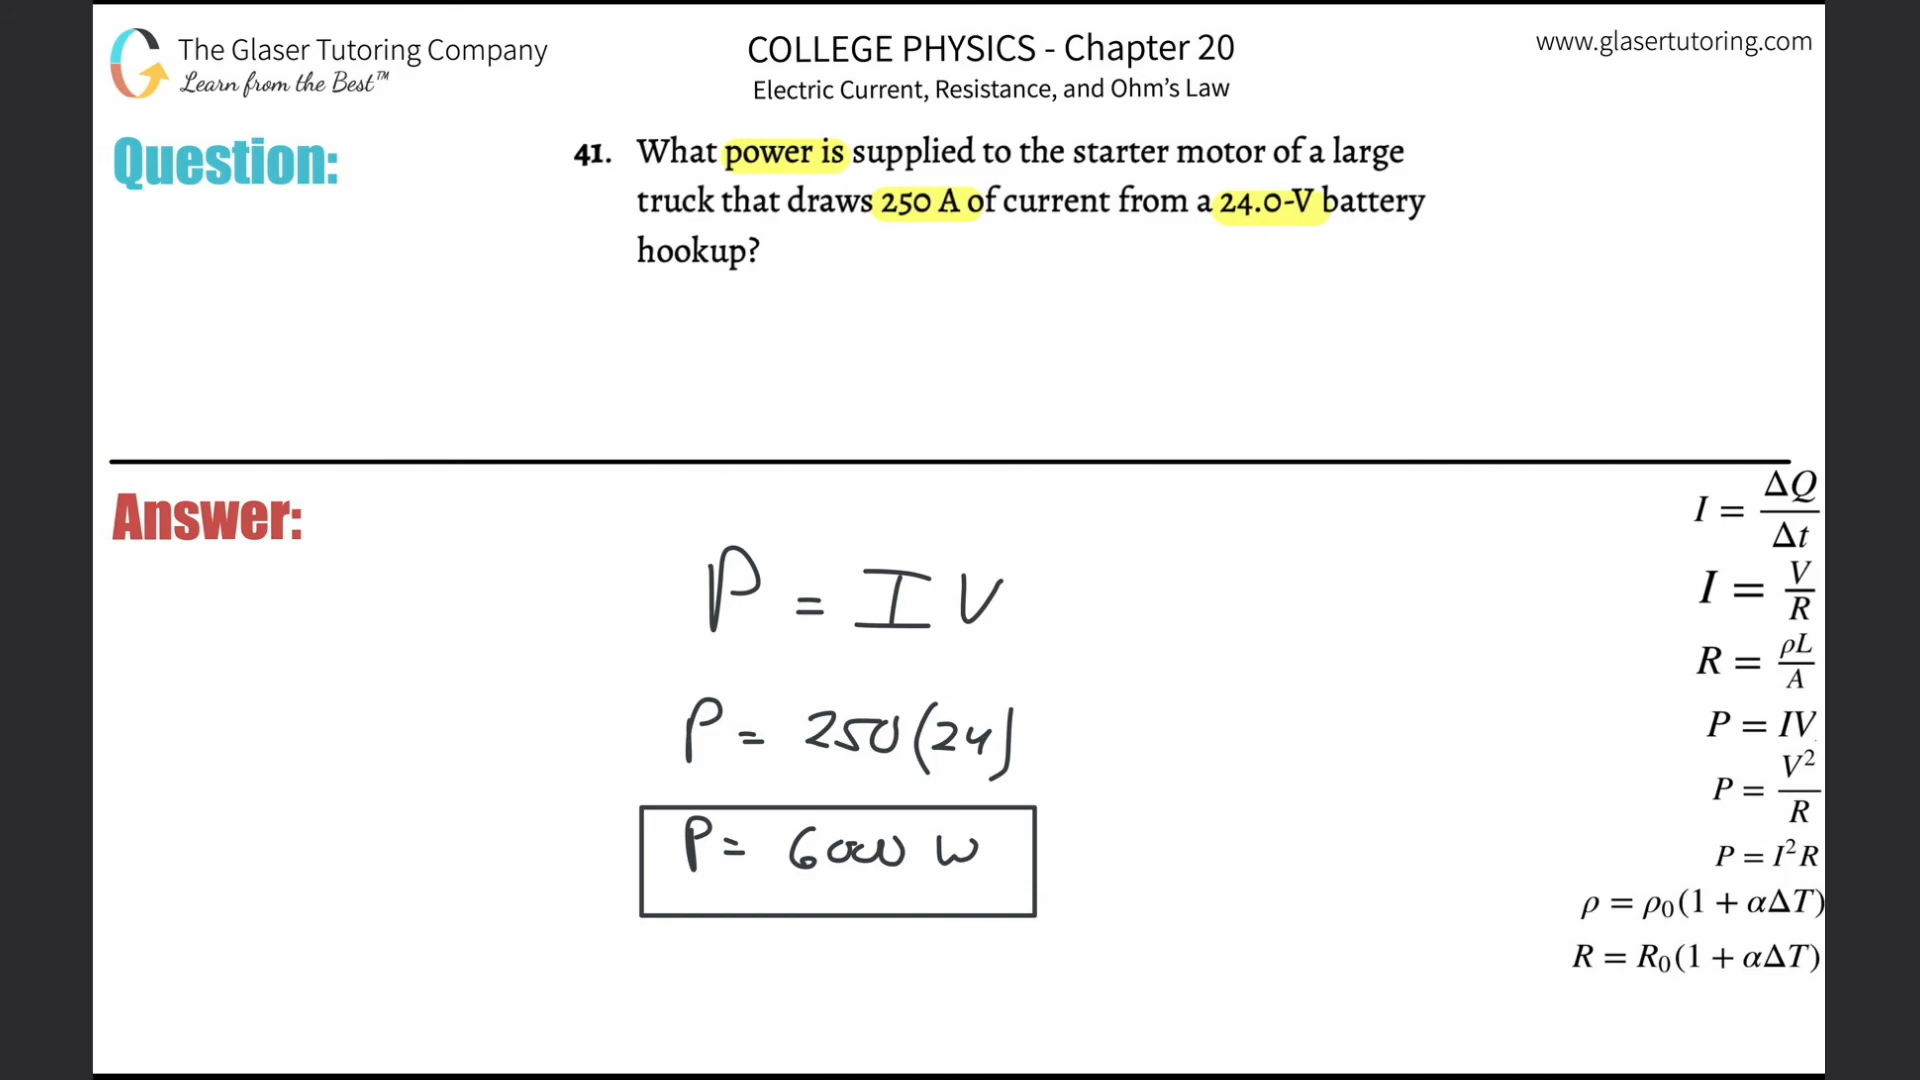 The Glaser Tutoring Company
Learn from the Best™
COLLEGE PHYSICS - Chapter 20
Electric Current, Resistance, and Ohm's Law
www.glasertutoring.com
Question:
41. What power is supplied to the starter motor of a large
truck that draws 250 A of current from a 24.0-V battery
hookup?
Answer:
P = I V
P = 250(24)
P = 6000 W
I = ΔQ/Δt
I = V/R
R = ρL/A
P = IV
P = V²/R
P = I²R
ρ = ρ₀(1 + αΔT)
R = R₀(1 + αΔT)